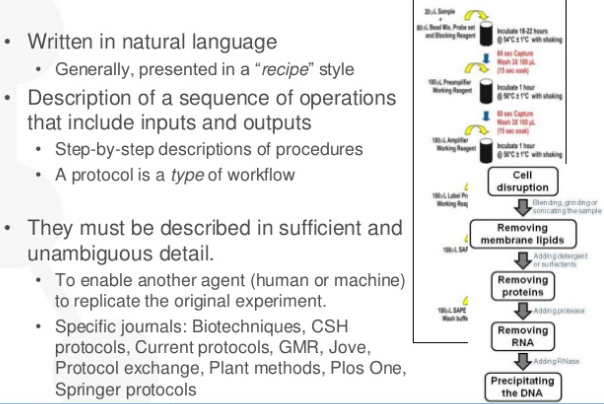 • Written in natural language
• Generally, presented in a “recipe” style
• Description of a sequence of operations
that include inputs and outputs
• Step-by-step descriptions of procedures
• A protocol is a type of workflow
• They must be described in sufficient and
unambiguous detail.
• To enable another agent (human or machine)
to replicate the original experiment.
• Specific journals: Biotechniques, CSH
protocols, Current protocols, GMR, Jove,
Protocol exchange, Plant methods, Plos One,
Springer protocols
20 µL Sample
+
80 µL Bead Mix, Probe set
and Blocking Reagent
Incubate 18-22 hours
@ 54°C ± 1°C with shaking
60 sec Capture
Wash 3X 100 µL
(15 sec soak)
100 µL Preamplifier
Working Reagent
Incubate 1 hour
@ 50°C ± 1°C with shaking
60 sec Capture
Wash 3X 100 µL
(15 sec soak)
100 µL Amplifier
Working Reagent
Incubate 1 hour
@ 50°C ± 1°C with shaking
100 µL Label Pr
Working Reag
100 µL SAP
100 µL SAPE
Wash buffe
Cell
disruption
Blending, grinding or
sonicating the sample
Removing
membrane lipids
Adding detergent
or surfactants
Removing
proteins
Adding protease
Removing
RNA
Adding RNase
Precipitating
the DNA